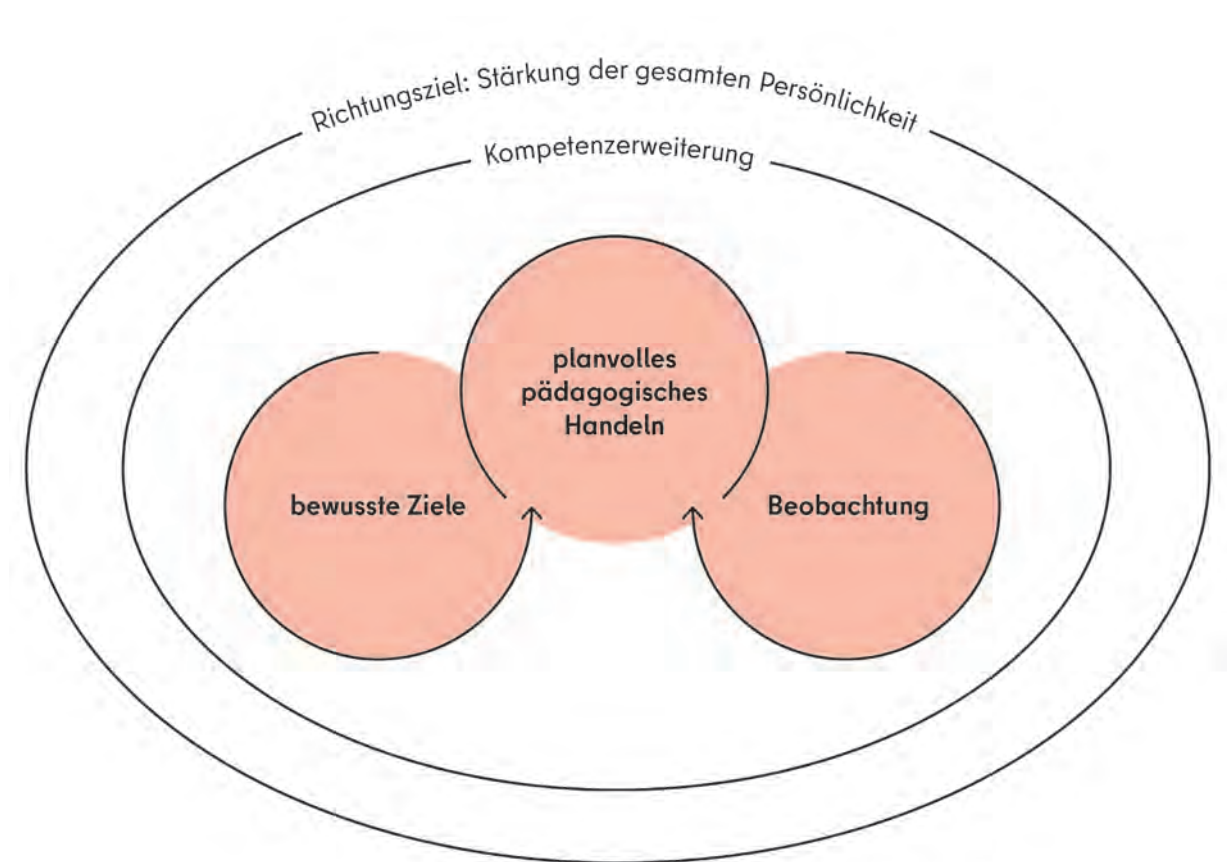 Richtungsziel: Stärkung der gesamten Persönlichkeit
Kompetenzerweiterung
planvolles
pädagogisches
Handeln
bewusste Ziele
Beobachtung